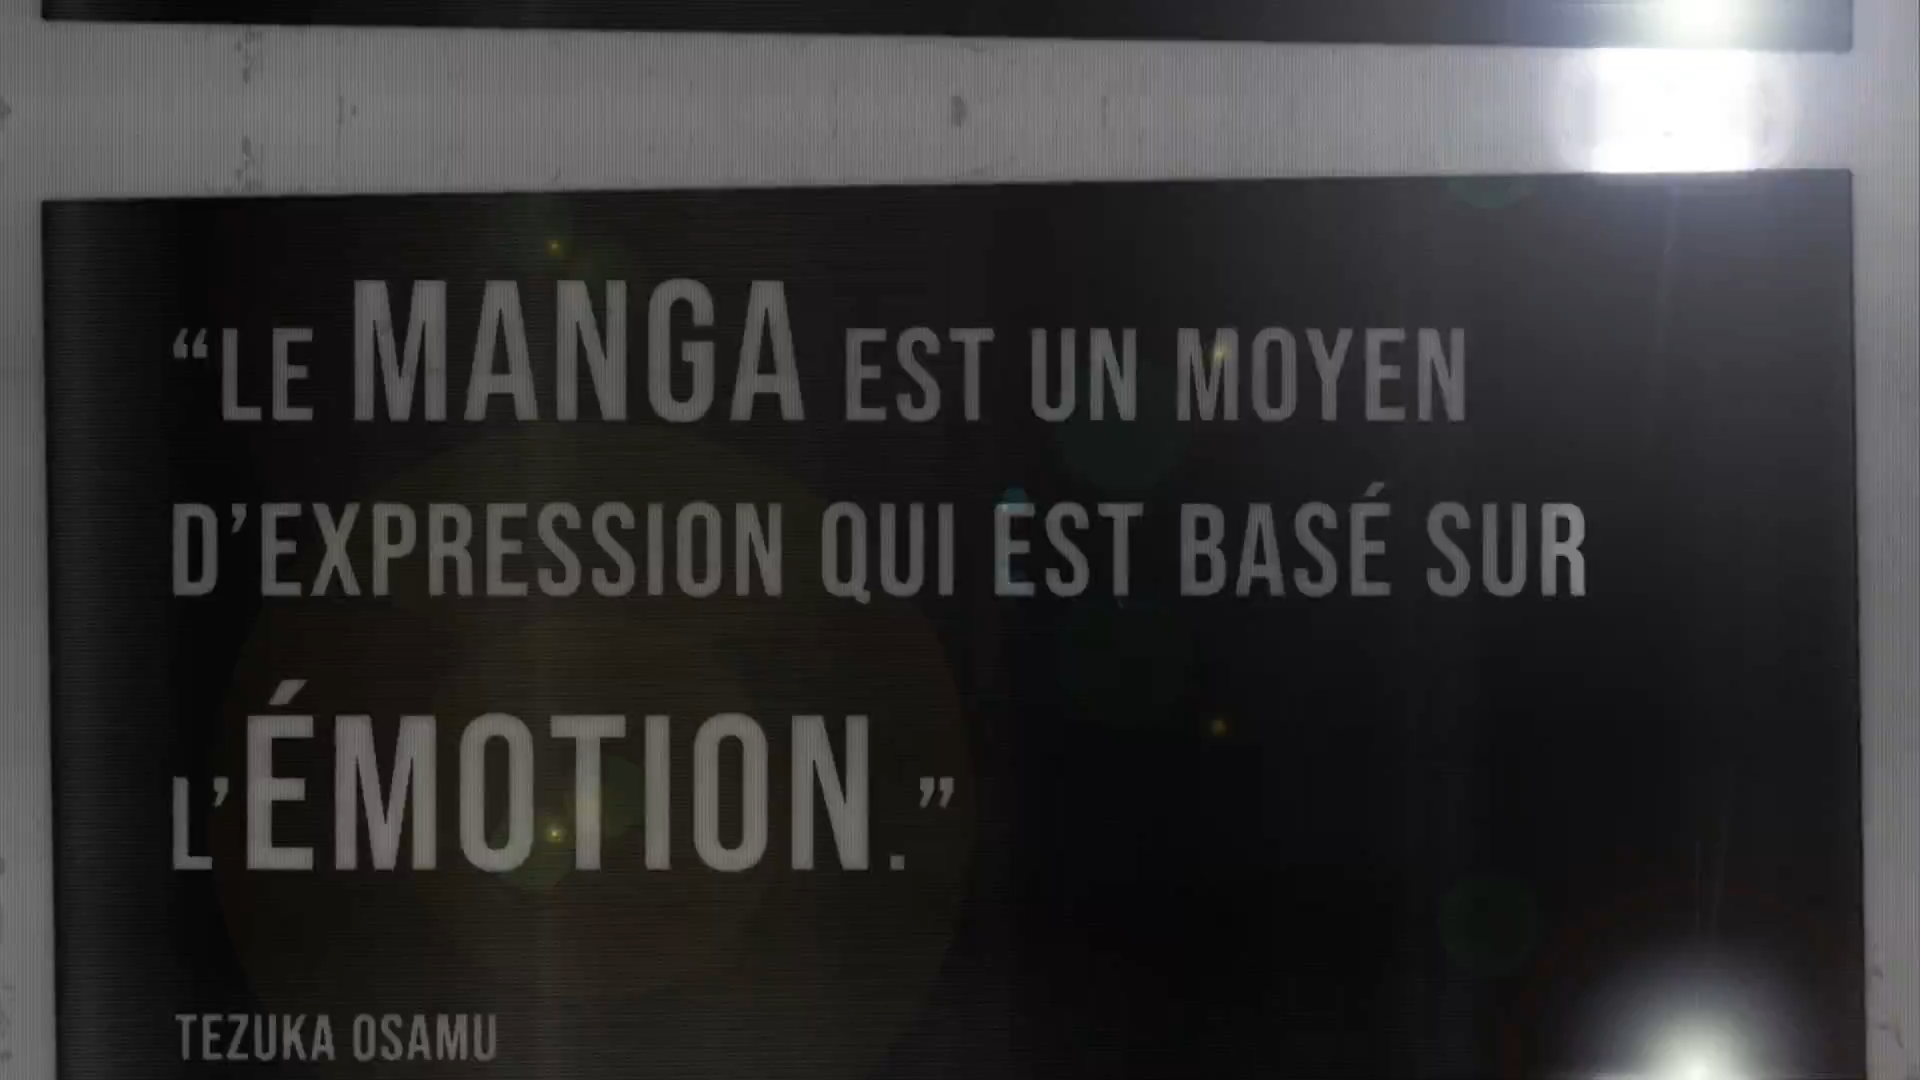 “LE MANGA EST UN MOYEN
D’EXPRESSION QUI EST BASÉ SUR
L’ÉMOTION.”
TEZUKA OSAMU